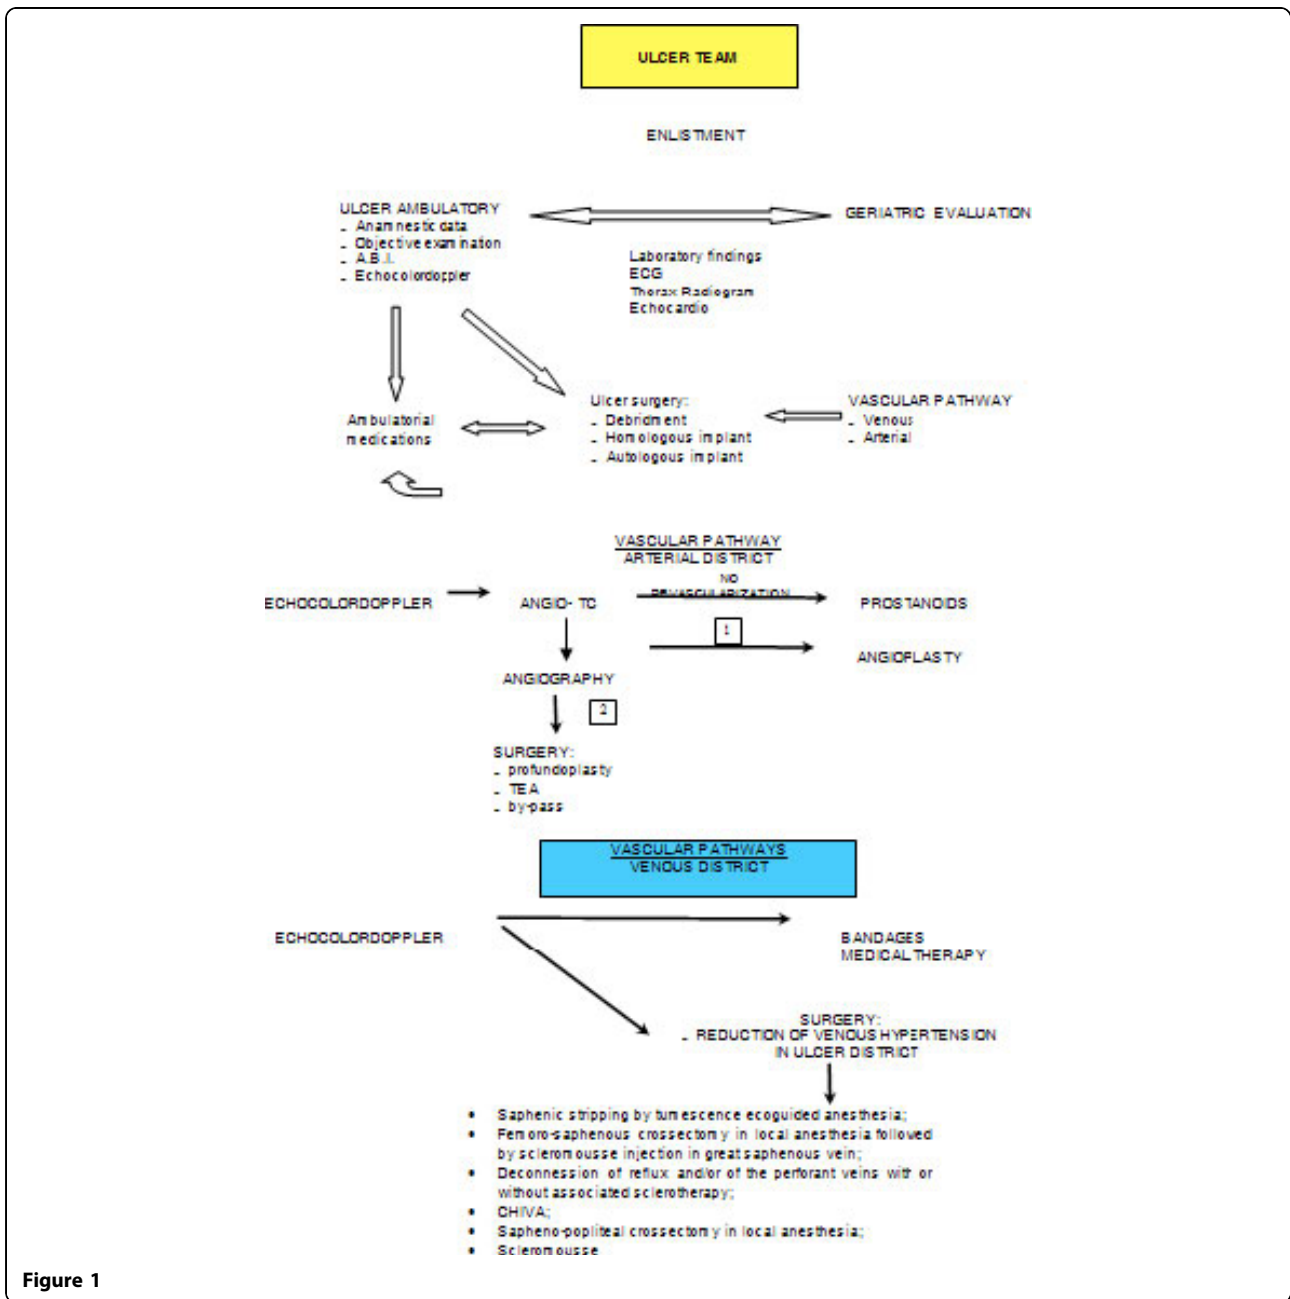 ULCER TEAM
ENLISTMENT
ULCER AMBULATORY
- Anamnestic data
- Objective examination
- A.B.I.
- Echocolordoppler
GERIATRIC EVALUATION
Laboratory findings
ECG
Thorax Radiogram
Echocardio
Ambulatorial
medications
Ulcer surgery:
- Debridment
- Homologous implant
- Autologous implant
VASCULAR PATHWAY
- Venous
- Arterial
VASCULAR PATHWAY
ARTERIAL DISTRICT
NO
REVASCULARIZATION
ECHOCOLORDOPPLER
ANGIO- TC
PROSTANOIDS
1
ANGIOFLASTY
ANGIOGRAPHY
2
SURGERY:
- profundoplasty
- TEA
- by-pass
VASCULAR PATHWAYS
VENOUS DISTRICT
ECHOCOLORDOPPLER
BANDAGES
MEDICAL THERAPY
SURGERY:
- REDUCTION OF VENOUS HYPERTENSION
IN ULCER DISTRICT
• Saphenic stripping by tumescence ecoguided anesthesia;
• Femoro-saphenous crossectomy in local anesthesia followed
by scleromousse injection in great saphenous vein;
• Deconnession of reflux and/or of the perforant veins with or
without associated sclerotherapy;
• CHIVA;
• Sapheno-popliteal crossectomy in local anesthesia;
• Scleromousse
Figure 1